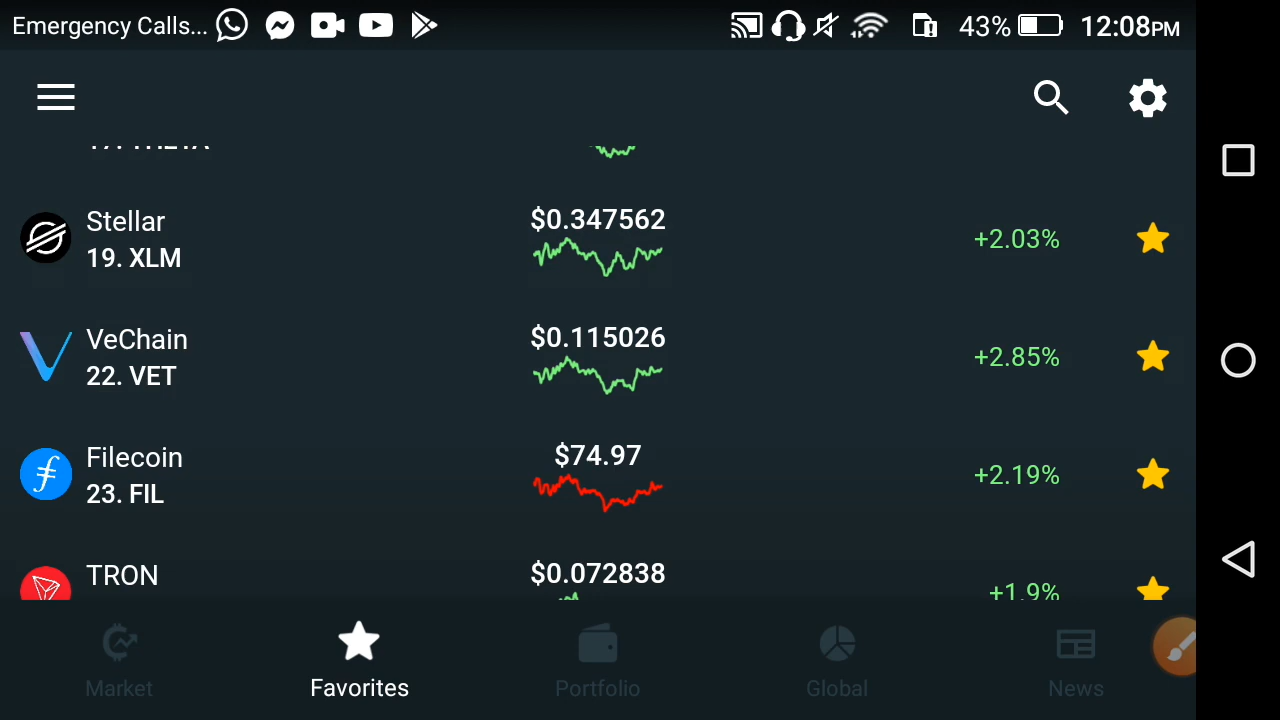 Emergency Calls... 43% 12:08PM
Stellar
19. XLM
$0.347562
+2.03%
VeChain
22. VET
$0.115026
+2.85%
Filecoin
23. FIL
$74.97
+2.19%
TRON
$0.072838
+1.9%
Market Favorites Portfolio Global News